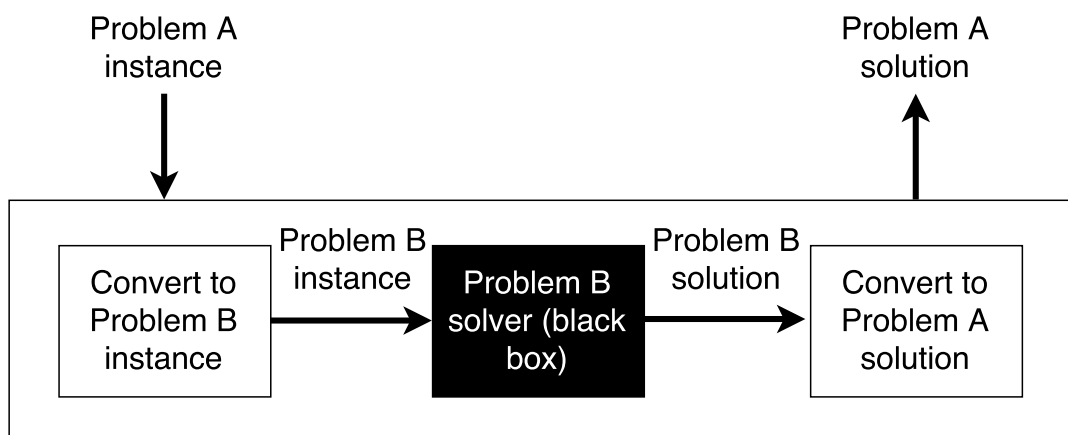 Problem A
instance
Problem A
solution
Problem B
instance
Problem B
solution
Convert to
Problem B
instance
Problem B
solver (black
box)
Convert to
Problem A
solution